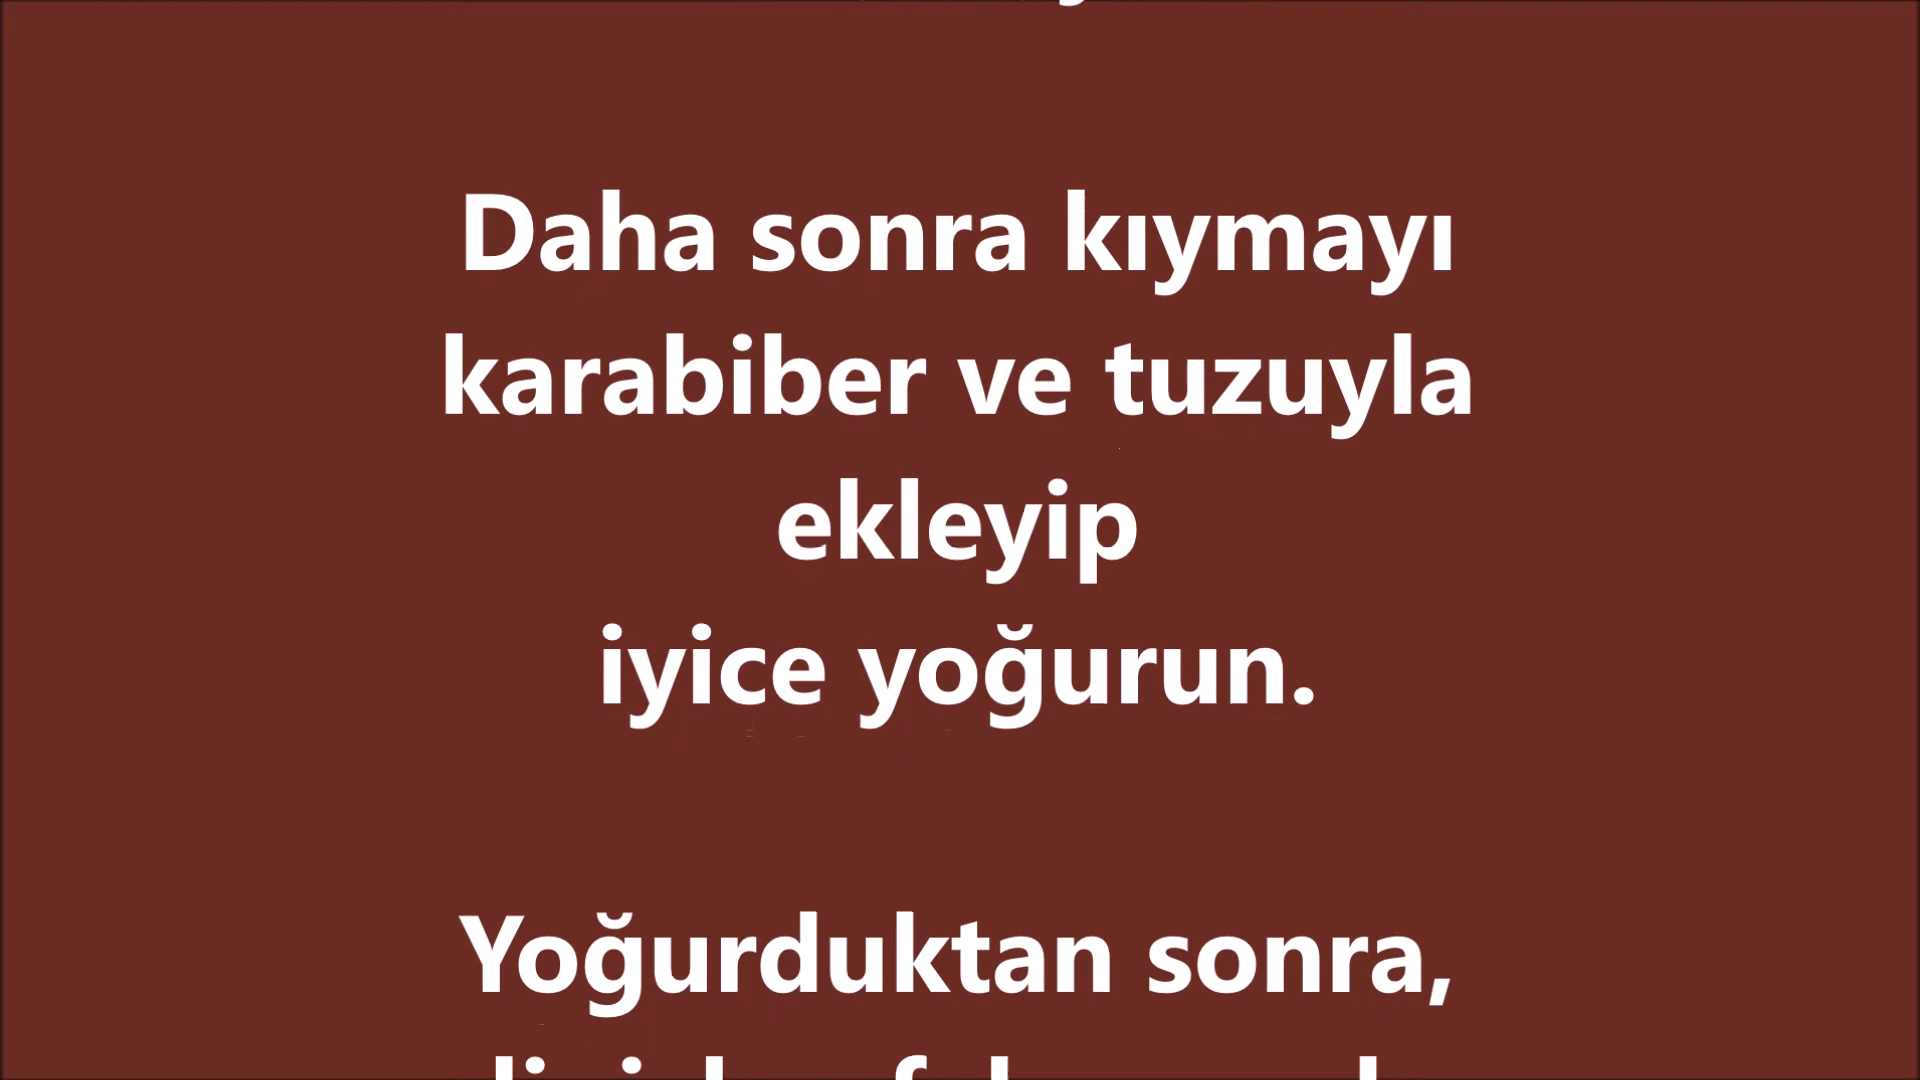 Daha sonra kıymayı
karabiber ve tuzuyla
ekleyip
iyice yoğurun.
Yoğurduktan sonra,